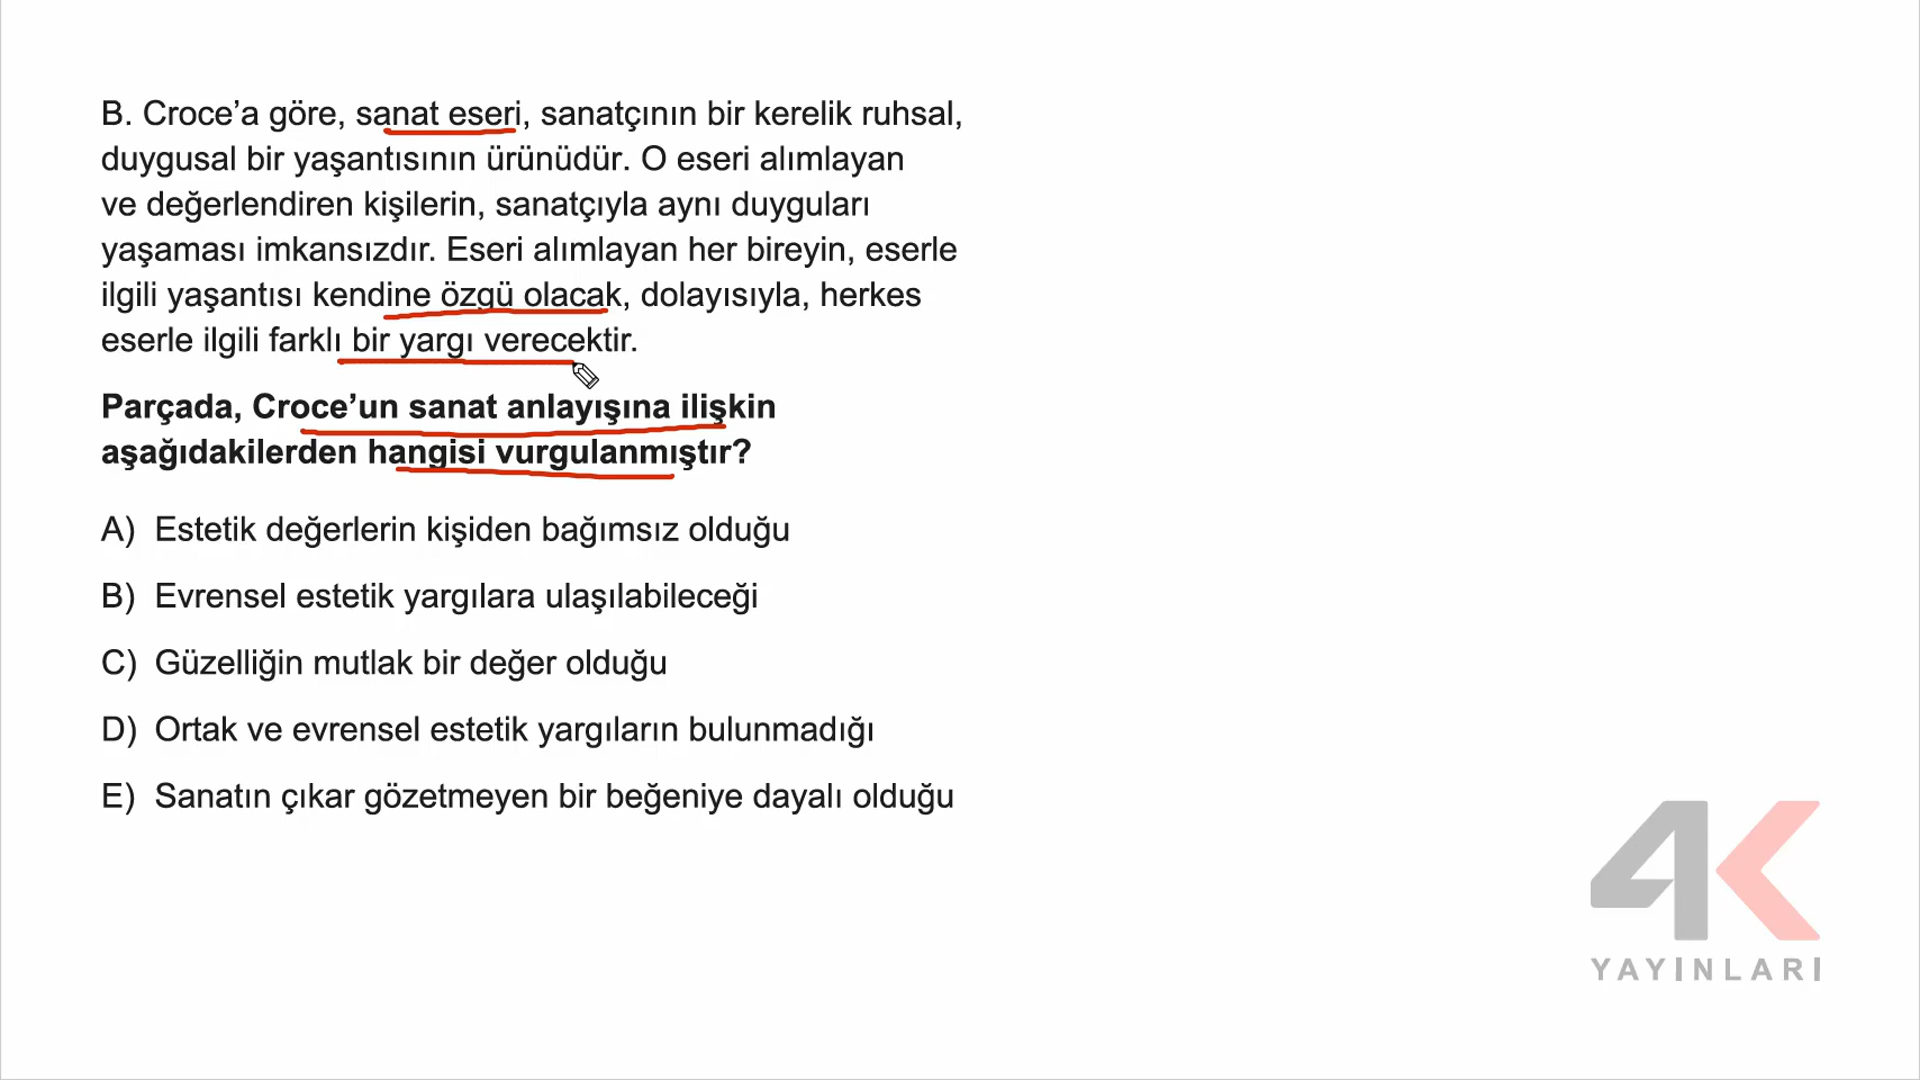 B. Croce’a göre, sanat eseri, sanatçının bir kerelik ruhsal,
duygusal bir yaşantısının ürünüdür. O eseri alımlayan
ve değerlendiren kişilerin, sanatçıyla aynı duyguları
yaşaması imkansızdır. Eseri alımlayan her bireyin, eserle
ilgili yaşantısı kendine özgü olacak, dolayısıyla, herkes
eserle ilgili farklı bir yargı verecektir.
Parçada, Croce’un sanat anlayışına ilişkin
aşağıdakilerden hangisi vurgulanmıştır?
A) Estetik değerlerin kişiden bağımsız olduğu
B) Evrensel estetik yargılara ulaşılabileceği
C) Güzelliğin mutlak bir değer olduğu
D) Ortak ve evrensel estetik yargıların bulunmadığı
E) Sanatın çıkar gözetmeyen bir beğeniye dayalı olduğu
4K
YAYINLARI